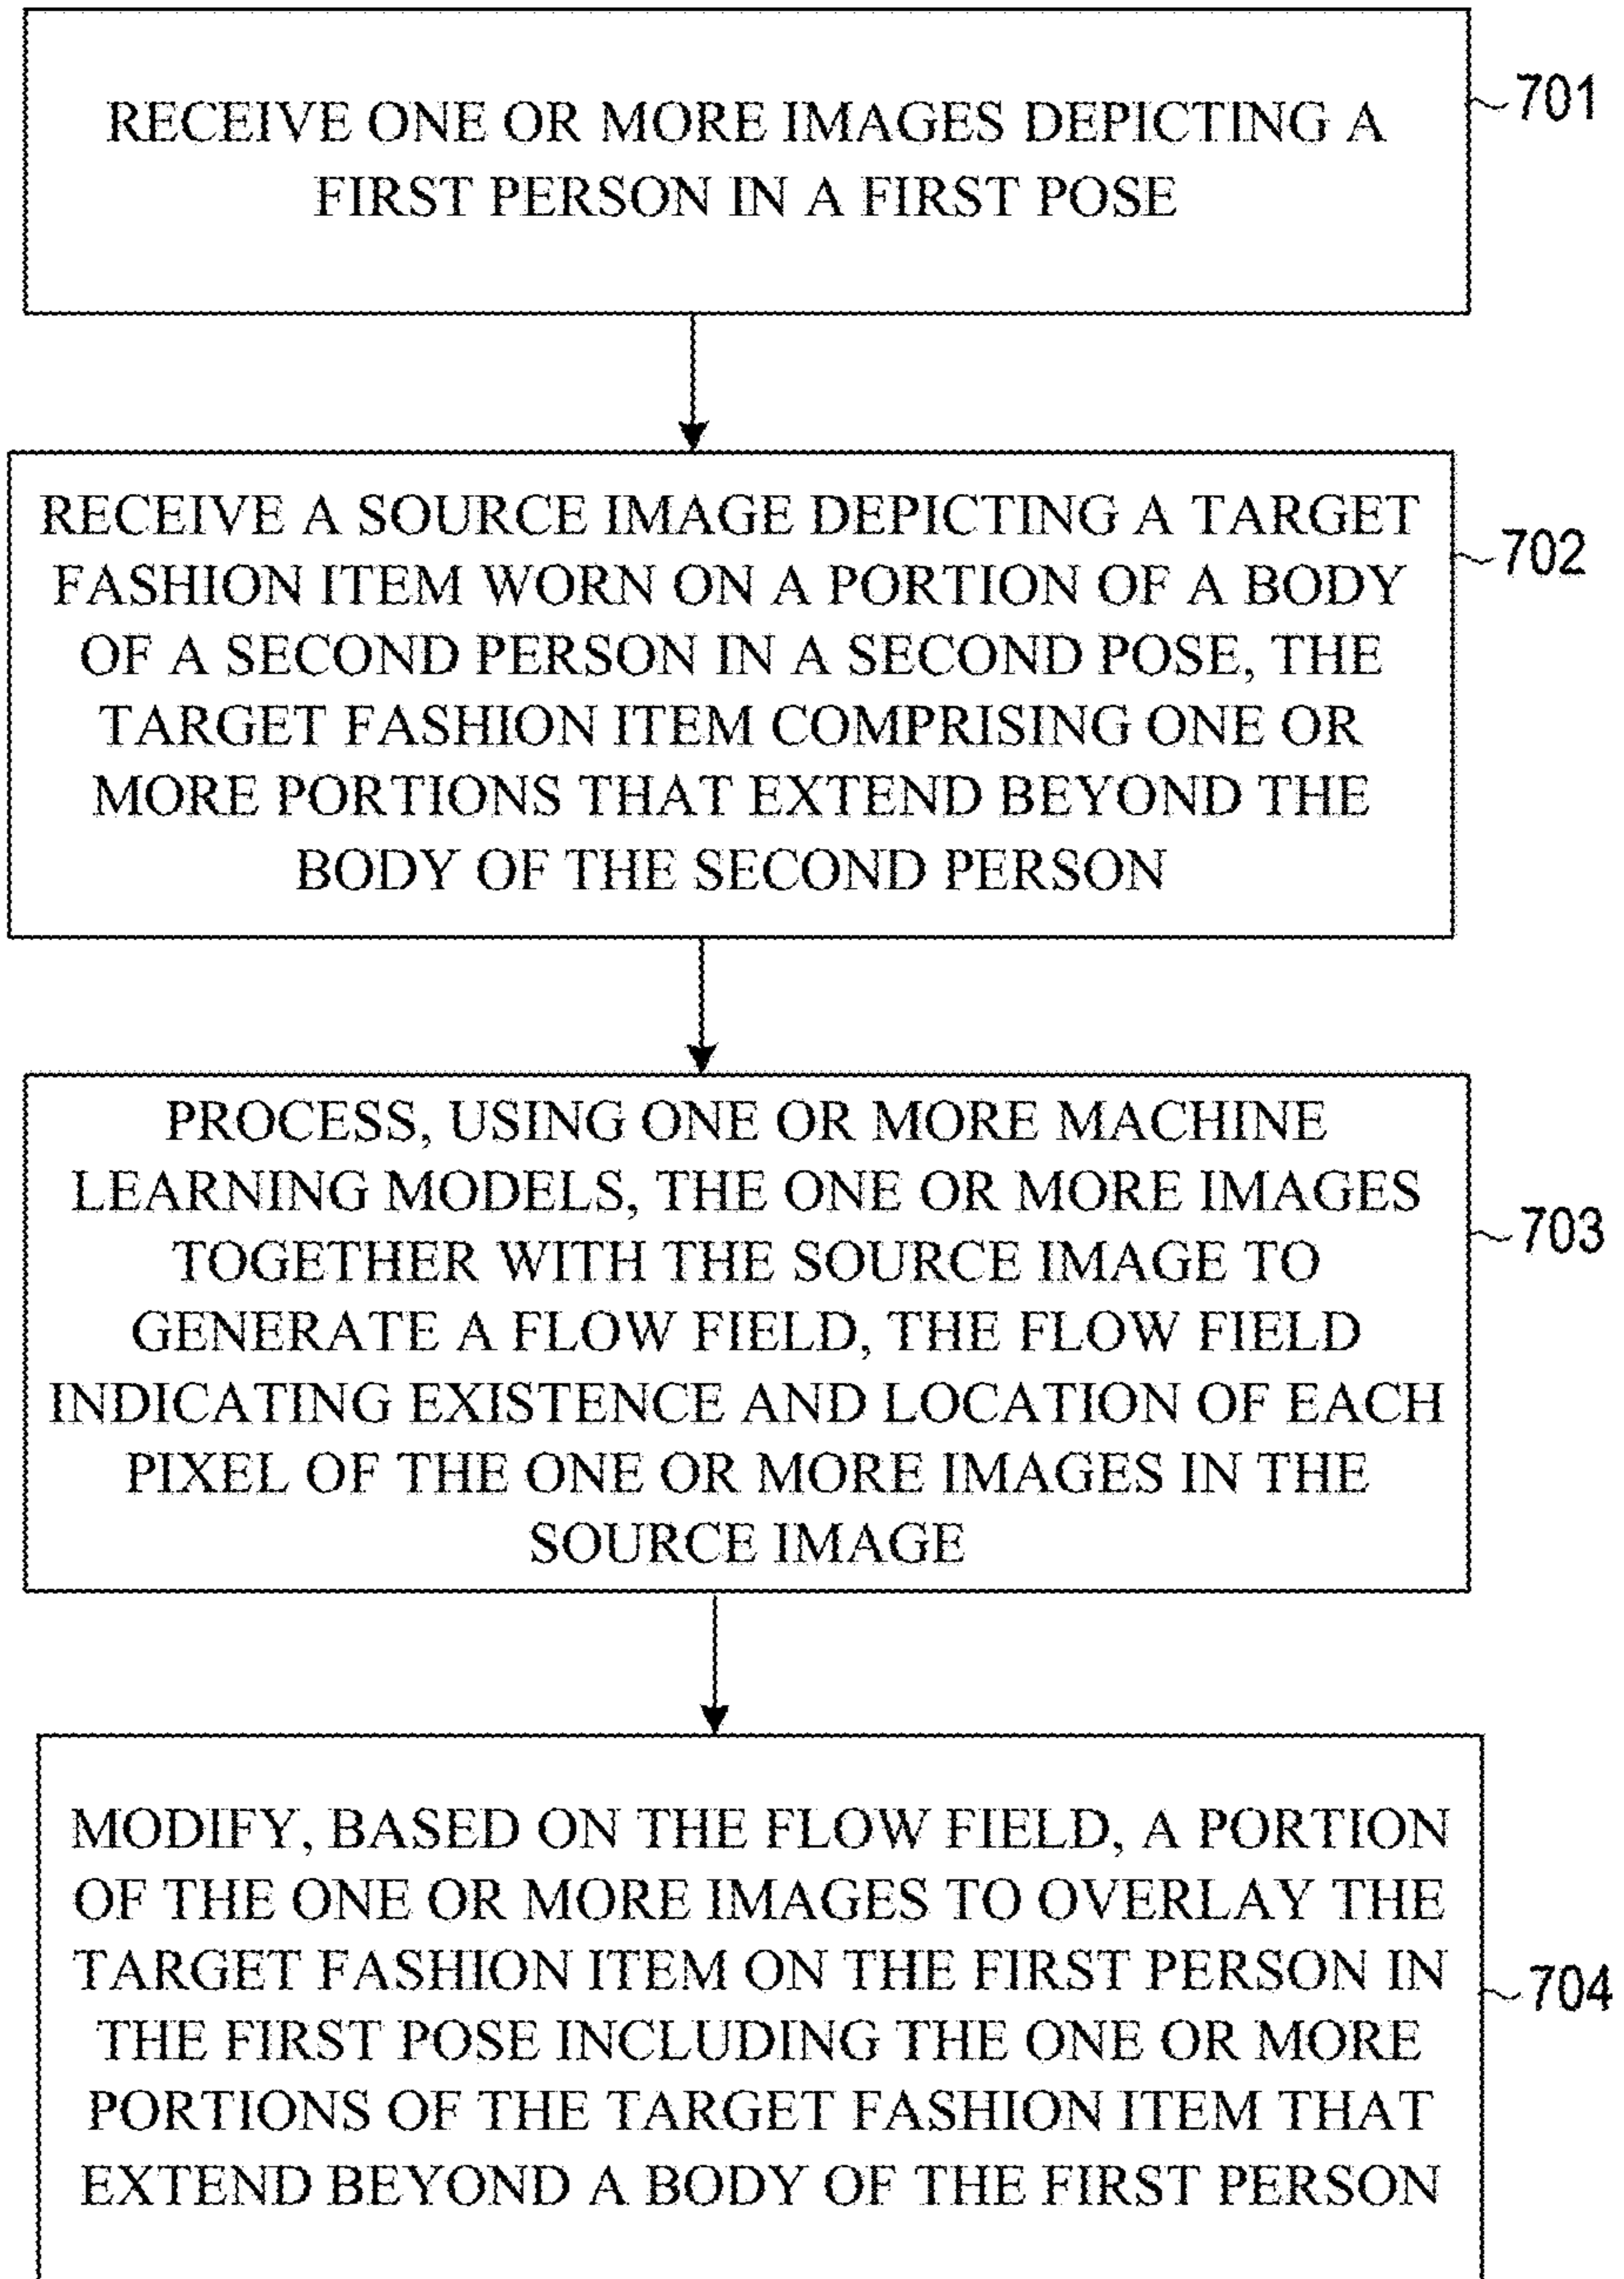 RECEIVE ONE OR MORE IMAGES DEPICTING A
FIRST PERSON IN A FIRST POSE
701
RECEIVE A SOURCE IMAGE DEPICTING A TARGET
FASHION ITEM WORN ON A PORTION OF A BODY
OF A SECOND PERSON IN A SECOND POSE, THE
TARGET FASHION ITEM COMPRISING ONE OR
MORE PORTIONS THAT EXTEND BEYOND THE
BODY OF THE SECOND PERSON
702
PROCESS, USING ONE OR MORE MACHINE
LEARNING MODELS, THE ONE OR MORE IMAGES
TOGETHER WITH THE SOURCE IMAGE TO
GENERATE A FLOW FIELD, THE FLOW FIELD
INDICATING EXISTENCE AND LOCATION OF EACH
PIXEL OF THE ONE OR MORE IMAGES IN THE
SOURCE IMAGE
703
MODIFY, BASED ON THE FLOW FIELD, A PORTION
OF THE ONE OR MORE IMAGES TO OVERLAY THE
TARGET FASHION ITEM ON THE FIRST PERSON IN
THE FIRST POSE INCLUDING THE ONE OR MORE
PORTIONS OF THE TARGET FASHION ITEM THAT
EXTEND BEYOND A BODY OF THE FIRST PERSON
704